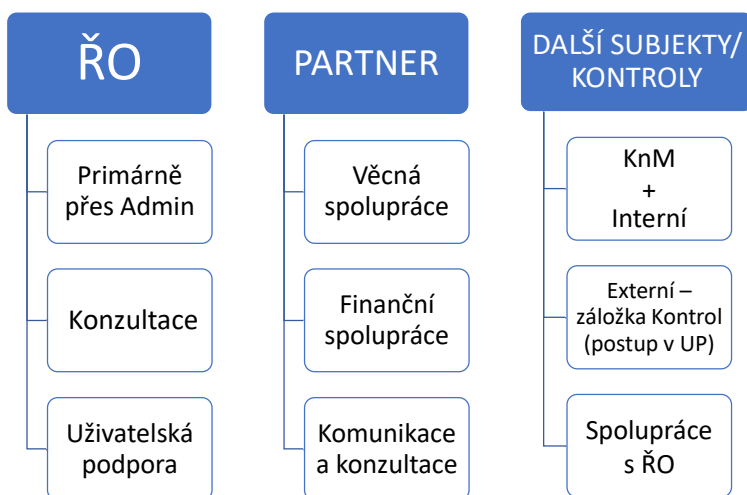 ŘO
Primárně
přes Admin
Konzultace
Uživatelská
podpora
PARTNER
Věcná
spolupráce
Finanční
spolupráce
Komunikace
a konzultace
DALŠÍ SUBJEKTY/
KONTROLY
KnM
+
Interní
Externí –
záložka Kontrol
(postup v UP)
Spolupráce
s ŘO